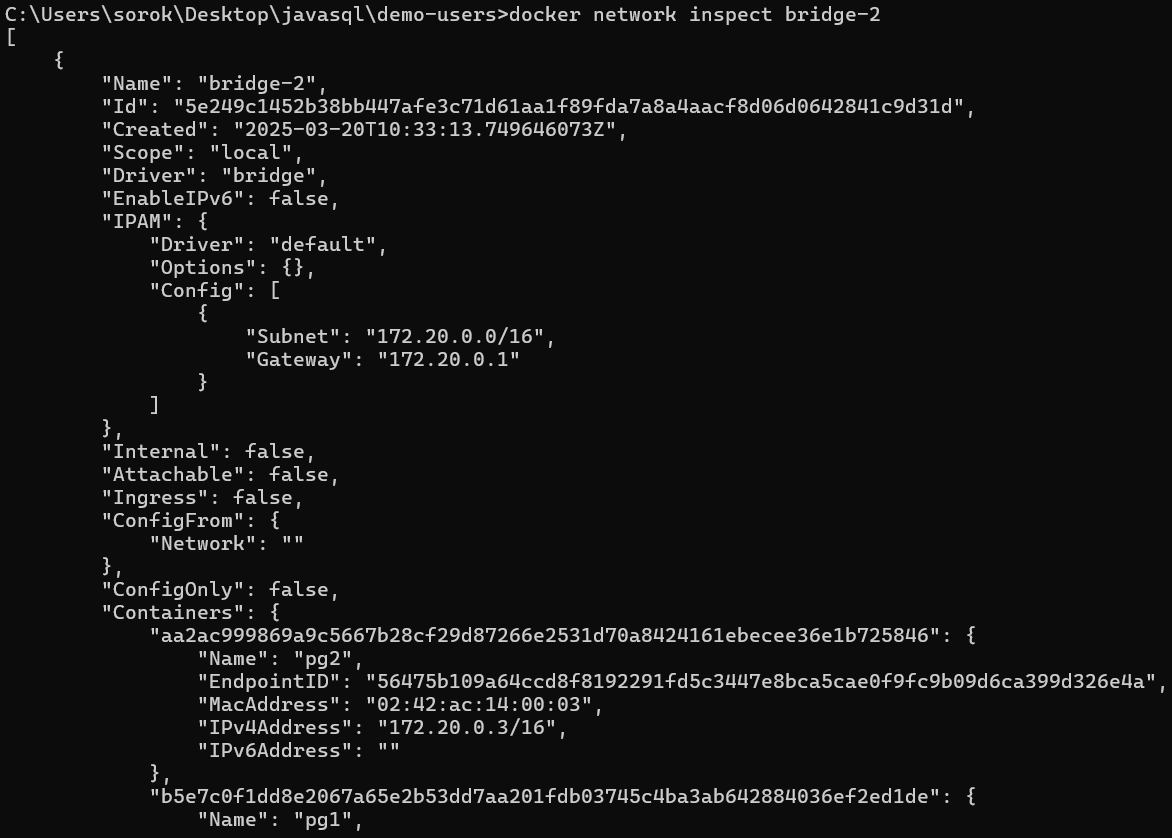 C:\Users\sorok\Desktop\javasql\demo-users>docker network inspect bridge-2
[
    {
        "Name": "bridge-2",
        "Id": "5e249c1452b38bb447afe3c71d61aa1f89fda7a8a4aacf8d06d0642841c9d31d",
        "Created": "2025-03-20T10:33:13.749646073Z",
        "Scope": "local",
        "Driver": "bridge",
        "EnableIPv6": false,
        "IPAM": {
            "Driver": "default",
            "Options": {},
            "Config": [
                {
                    "Subnet": "172.20.0.0/16",
                    "Gateway": "172.20.0.1"
                }
            ]
        },
        "Internal": false,
        "Attachable": false,
        "Ingress": false,
        "ConfigFrom": {
            "Network": ""
        },
        "ConfigOnly": false,
        "Containers": {
            "aa2ac999869a9c5667b28cf29d87266e2531d70a8424161ebecee36e1b725846": {
                "Name": "pg2",
                "EndpointID": "56475b109a64ccd8f8192291fd5c3447e8bca5cae0f9fc9b09d6ca399d326e4a",
                "MacAddress": "02:42:ac:14:00:03",
                "IPv4Address": "172.20.0.3/16",
                "IPv6Address": ""
            },
            "b5e7c0f1dd8e2067a65e2b53dd7aa201fdb03745c4ba3ab642884036ef2ed1de": {
                "Name": "pg1",